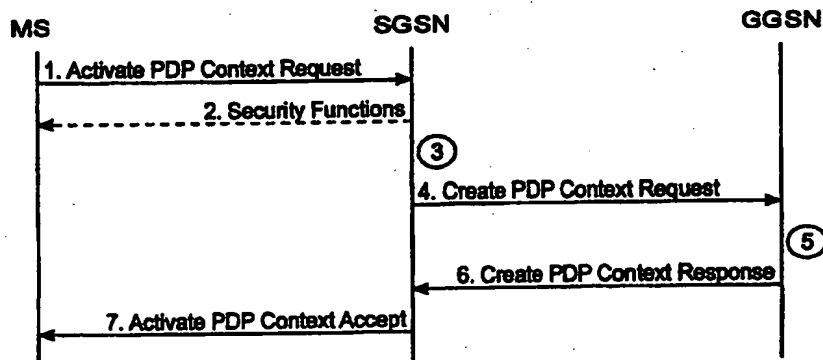 MS
SGSN
GGSN
1. Activate PDP Context Request
2. Security Functions
3
4. Create PDP Context Request
5
6. Create PDP Context Response
7. Activate PDP Context Accept